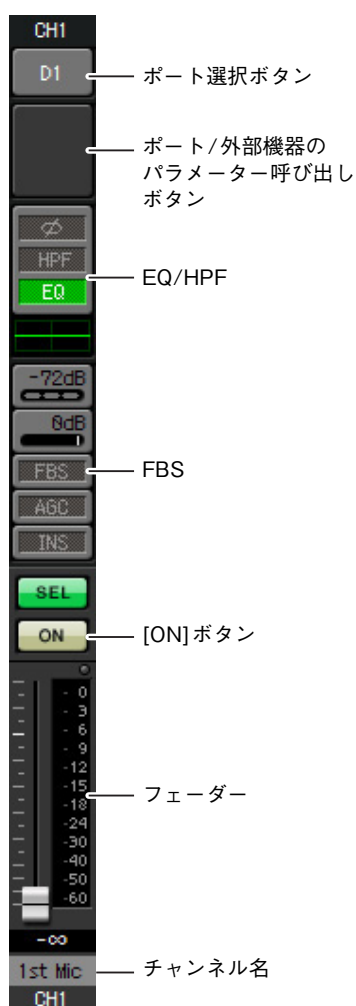 CH1
D1
ポート選択ボタン
ポート/外部機器の
パラメーター呼び出し
ボタン
Ø
HPF
EQ
EQ/HPF
-72dB
0dB
FBS
FBS
AGC
INS
SEL
ON
[ON]ボタン
0
3
6
9
-12
-15
-18
-24
-30
-40
-50
-60
フェーダー
-∞
1st Mic
チャンネル名
CH1